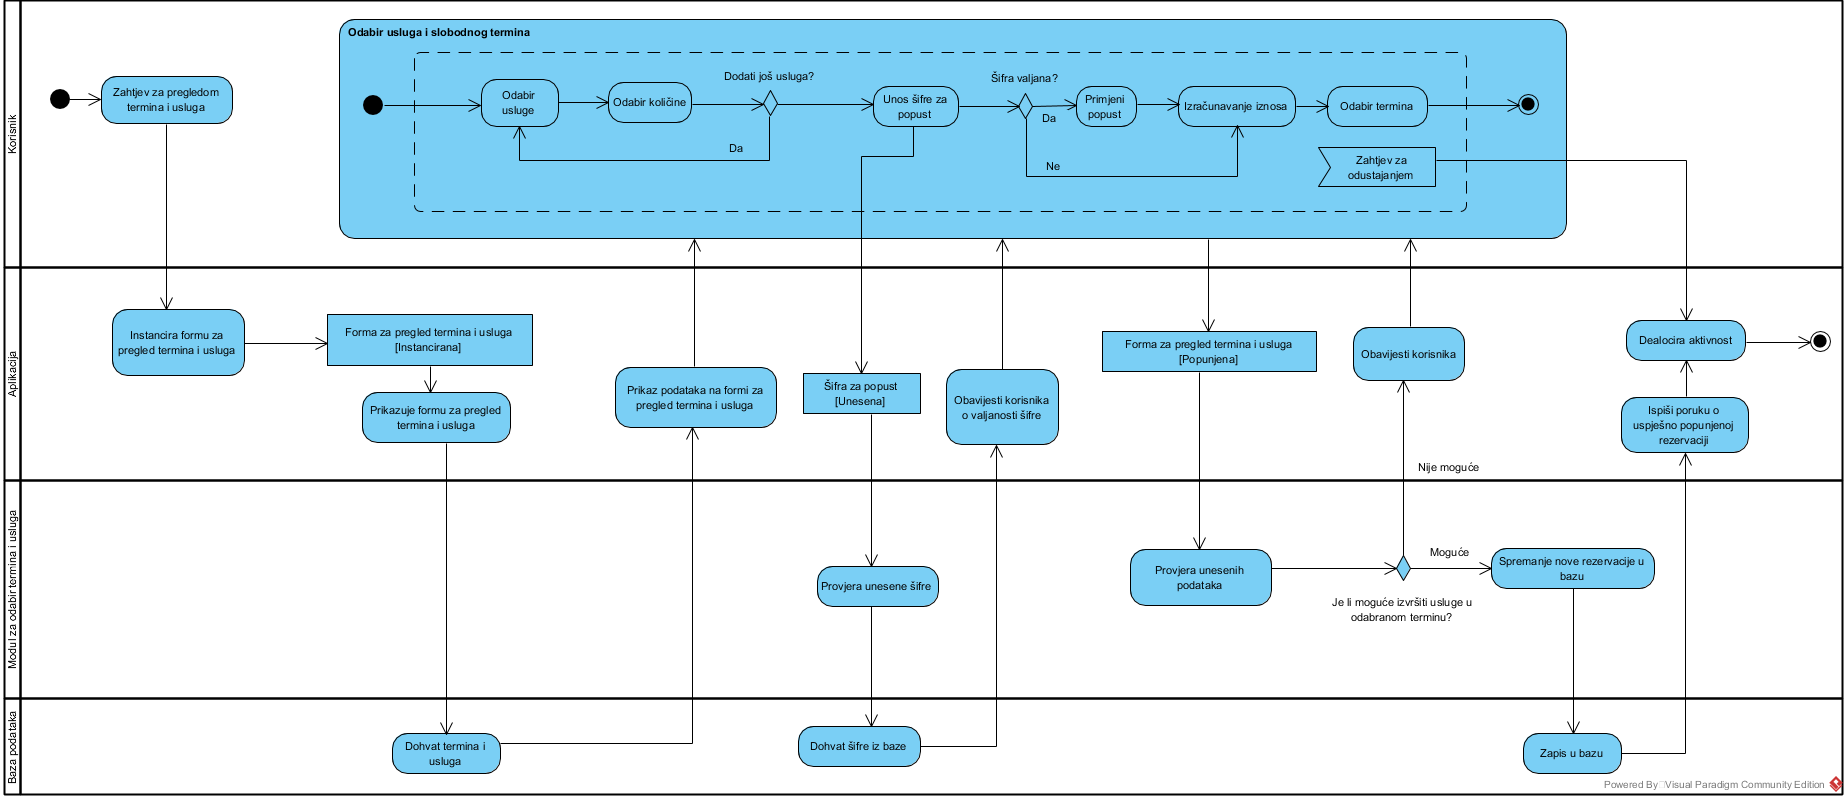 Korisnik
Odabir usluga i slobodnog termina
Zahtjev za pregledom
termina i usluga
Odabir
usluge
Odabir količine
Dodati još usluga?
Da
Unos šifre za
popust
Šifra valjana?
Da
Ne
Primjeni
popust
Izračunavanje iznosa
Odabir termina
Zahtjev za
odustajanjem
Aplikacija
Instancira formu za
pregled termina i usluga
Forma za pregled termina i usluga
[Instancirana]
Prikazuje formu za pregled
termina i usluga
Prikaz podataka na formi za
pregled termina i usluga
Šifra za popust
[Unesena]
Obavijesti korisnika
o valjanosti šifre
Forma za pregled termina i usluga
[Popunjena]
Obavijesti korisnika
Dealocira aktivnost
Ispiši poruku o
uspješno popunjenoj
rezervaciji
Nije moguće
Modul za odabir termina i usluga
Provjera unesene šifre
Provjera unesenih
podataka
Moguće
Je li moguće izvršiti usluge u
odabranom terminu?
Spremanje nove rezervacije u
bazu
Baza podataka
Dohvat termina i
usluga
Dohvat šifre iz baze
Zapis u bazu
Powered By Visual Paradigm Community Edition